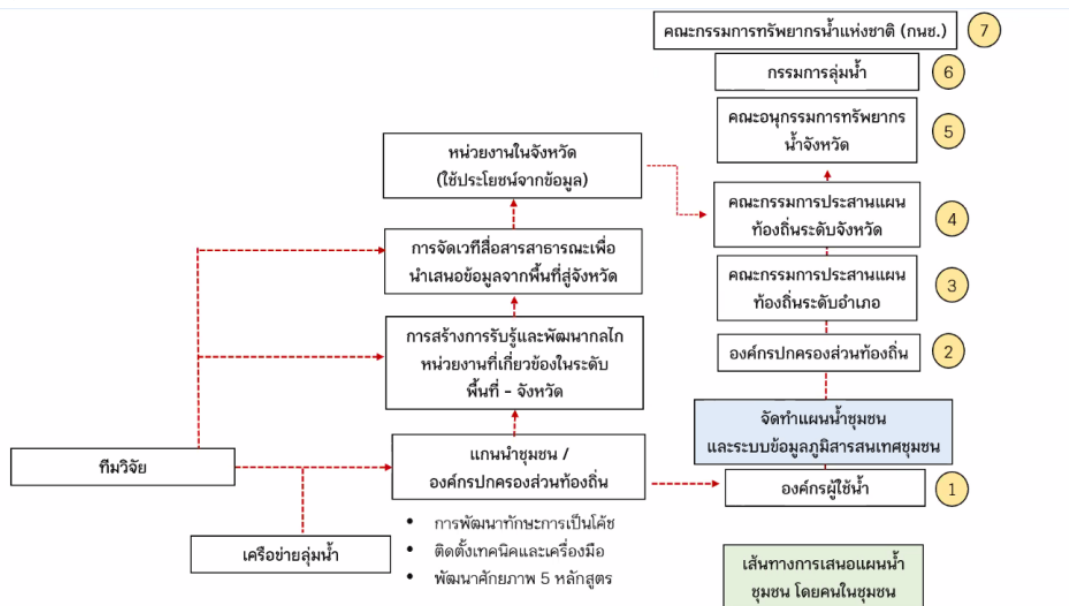 คณะกรรมการทรัพยากรน้ำแห่งชาติ (กนช.)
7
กรรมการลุ่มน้ำ
6
คณะอนุกรรมการทรัพยากร
น้ำจังหวัด
5
หน่วยงานในจังหวัด
(ใช้ประโยชน์จากข้อมูล)
คณะกรรมการประสานแผน
ท้องถิ่นระดับจังหวัด
4
การจัดเวทีสื่อสารสาธารณะเพื่อ
นำเสนอข้อมูลจากพื้นที่สู่จังหวัด
คณะกรรมการประสานแผน
ท้องถิ่นระดับอำเภอ
3
การสร้างการรับรู้และพัฒนากลไก
หน่วยงานที่เกี่ยวข้องในระดับ
พื้นที่ - จังหวัด
องค์กรปกครองส่วนท้องถิ่น
2
จัดทำแผนน้ำชุมชน
และระบบข้อมูลภูมิสารสนเทศชุมชน
ทีมวิจัย
แกนนำชุมชน /
องค์กรปกครองส่วนท้องถิ่น
องค์กรผู้ใช้น้ำ
1
เครือข่ายลุ่มน้ำ
• การพัฒนาทักษะการเป็นโค้ช
• ติดตั้งเทคนิคและเครื่องมือ
• พัฒนาศักยภาพ 5 หลักสูตร
เส้นทางการเสนอแผนน้ำ
ชุมชน โดยคนในชุมชน